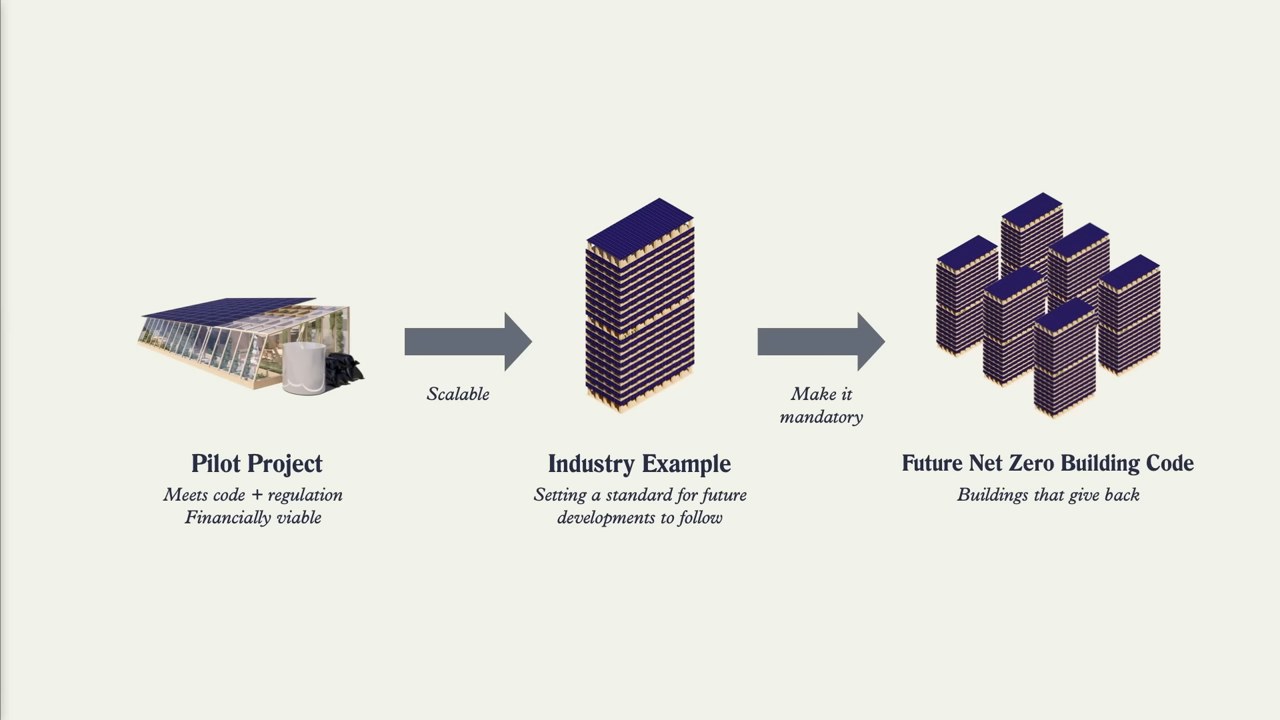 Scalable
Make it
mandatory
Pilot Project
Meets code + regulation
Financially viable
Industry Example
Setting a standard for future
developments to follow
Future Net Zero Building Code
Buildings that give back